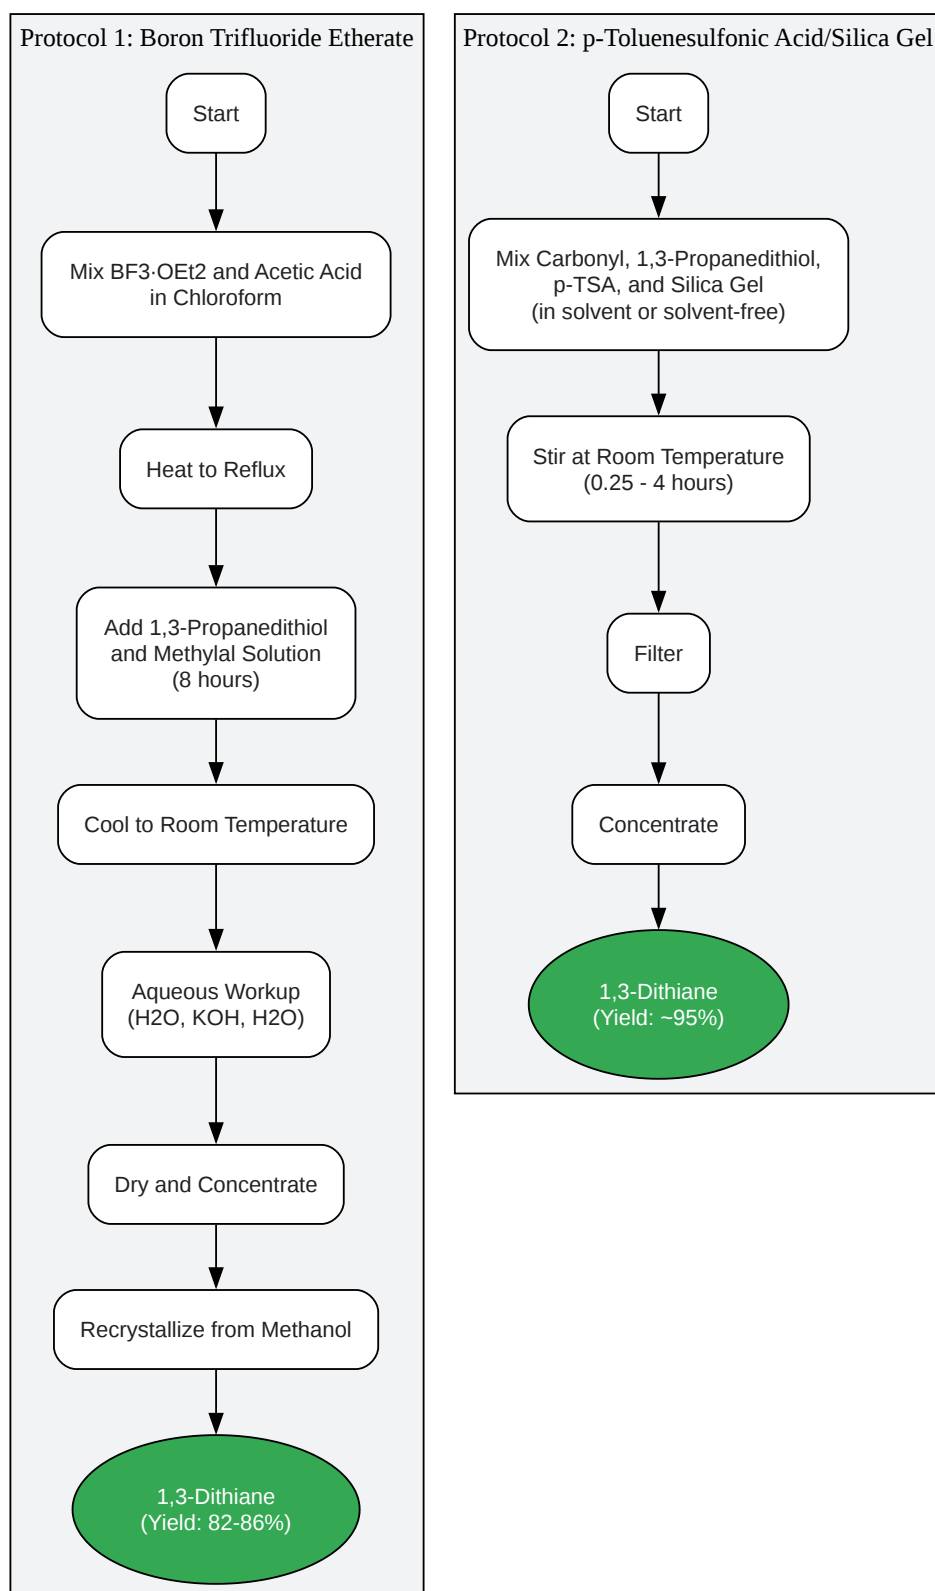 Protocol 1: Boron Trifluoride Etherate
Start
Mix BF3·OEt2 and Acetic Acid
in Chloroform
Heat to Reflux
Add 1,3-Propanedithiol
and Methylal Solution
(8 hours)
Cool to Room Temperature
Aqueous Workup
(H2O, KOH, H2O)
Dry and Concentrate
Recrystallize from Methanol
1,3-Dithiane
(Yield: 82-86%)
Protocol 2: p-Toluenesulfonic Acid/Silica Gel
Start
Mix Carbonyl, 1,3-Propanedithiol,
p-TSA, and Silica Gel
(in solvent or solvent-free)
Stir at Room Temperature
(0.25 - 4 hours)
Filter
Concentrate
1,3-Dithiane
(Yield: ~95%)